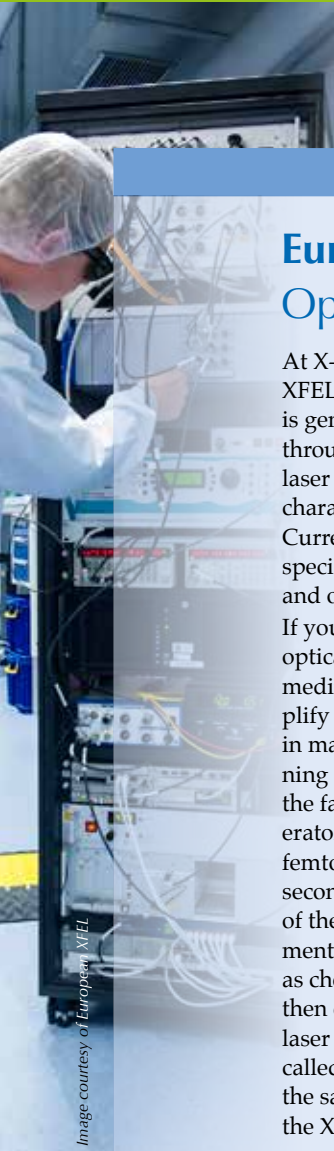 Eur
Op
At X-
XFEL
is gen
throu
laser
chara
Curre
speci
and o
If you
optica
medi
plify
in ma
ning
the fa
erato
femto
secon
of the
ment
as che
then
laser
called
the sa
the X
Image courtesy of European XFEL